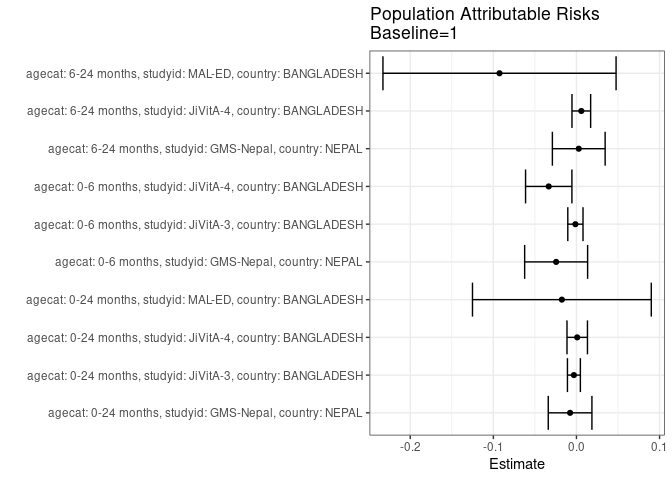 Population Attributable Risks
Baseline=1
agecat: 6-24 months, studyid: MAL-ED, country: BANGLADESH
agecat: 6-24 months, studyid: JiVitA-4, country: BANGLADESH
agecat: 6-24 months, studyid: GMS-Nepal, country: NEPAL
agecat: 0-6 months, studyid: JiVitA-4, country: BANGLADESH
agecat: 0-6 months, studyid: JiVitA-3, country: BANGLADESH
agecat: 0-6 months, studyid: GMS-Nepal, country: NEPAL
agecat: 0-24 months, studyid: MAL-ED, country: BANGLADESH
agecat: 0-24 months, studyid: JiVitA-4, country: BANGLADESH
agecat: 0-24 months, studyid: JiVitA-3, country: BANGLADESH
agecat: 0-24 months, studyid: GMS-Nepal, country: NEPAL
-0.2 -0.1 0.0 0.1
Estimate